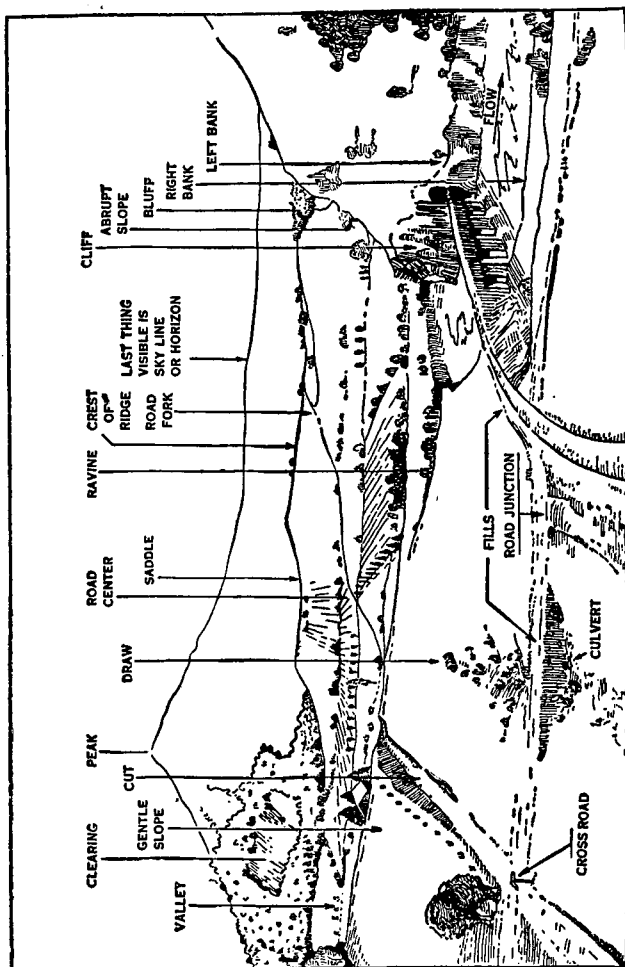 VALLEY
CLEARING
GENTLE
SLOPE
CUT
PEAK
DRAW
ROAD
CENTER
SADDLE
RAVINE
CREST
OF
RIDGE
ROAD
FORK
LAST THING
VISIBLE IS
SKY LINE
OR HORIZON
CLIFF
ABRUPT
SLOPE
BLUFF
RIGHT
BANK
LEFT BANK
FLOW
FILLS
ROAD JUNCTION
CULVERT
CROSS ROAD